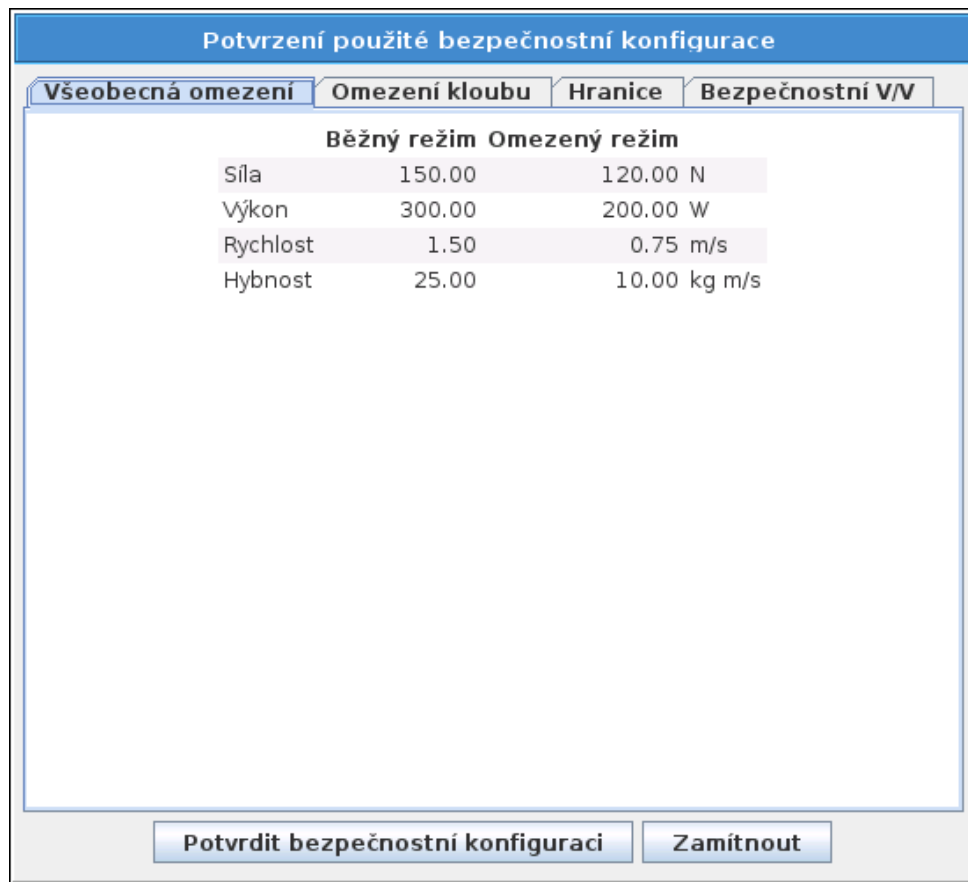 Potvrzení použité bezpečnostní konfigurace
Všeobecná omezení Omezení kloubu Hranice Bezpečnostní V/V
Běžný režim Omezený režim
Síla 150.00 120.00 N
Výkon 300.00 200.00 W
Rychlost 1.50 0.75 m/s
Hybnost 25.00 10.00 kg m/s
Potvrdit bezpečnostní konfiguraci Zamítnout